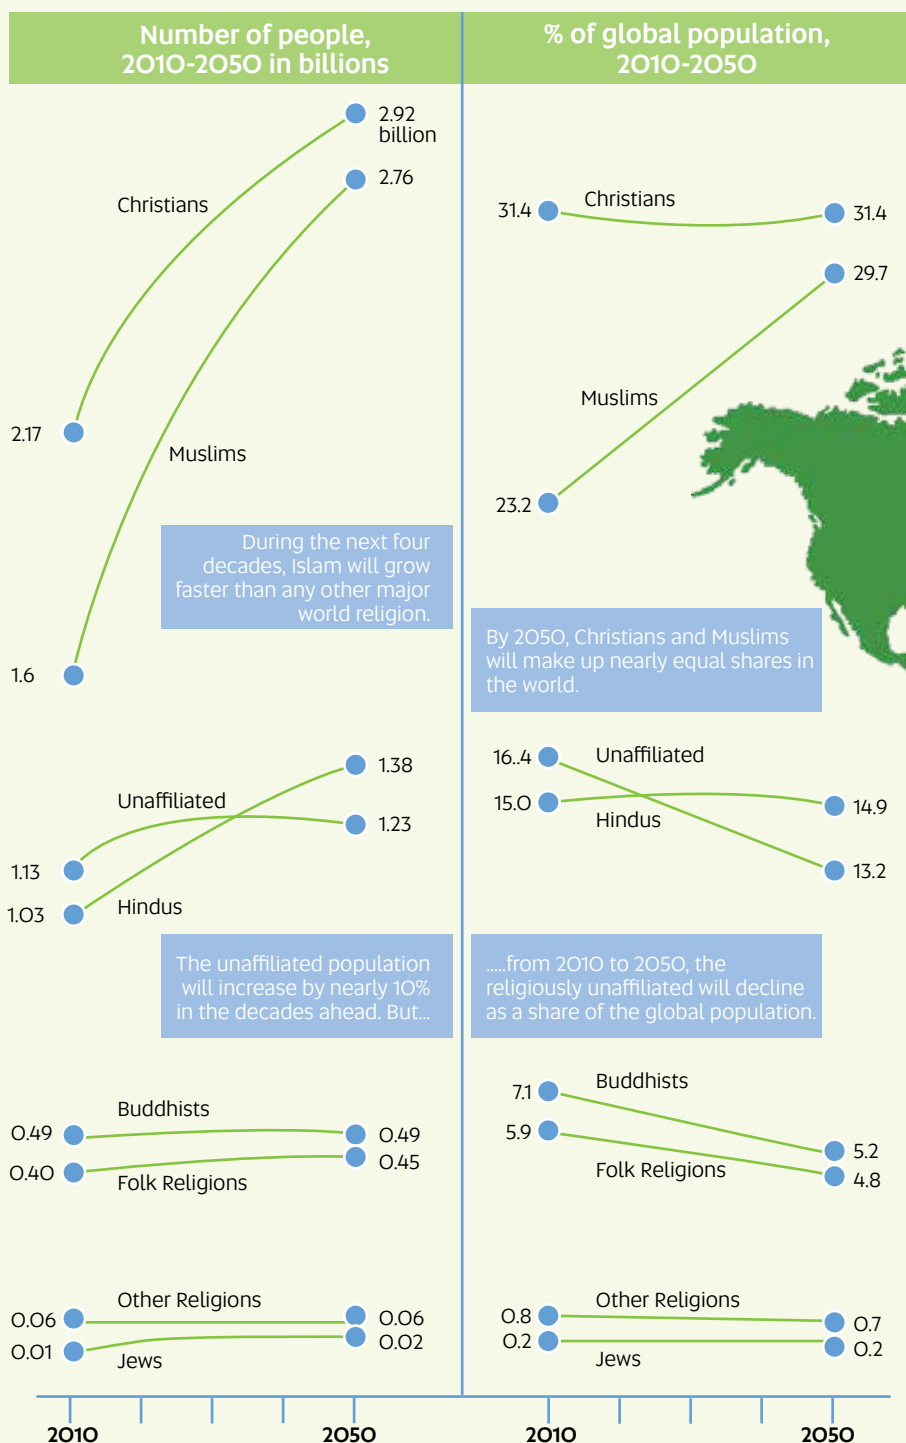 Number of people,
2010-2050 in billions
2.92
billion
2.76
Christians
2.17
Muslims
During the next four
decades, Islam will grow
faster than any other major
world religion.
1.6
1.38
Unaffiliated
1.23
1.13
1.03
Hindus
The unaffiliated population
will increase by nearly 10%
in the decades ahead. But...
Buddhists
0.49
0.49
0.40
0.45
Folk Religions
Other Religions
0.06
0.06
0.01
0.02
Jews
2010
2050
% of global population,
2010-2050
Christians
31.4
31.4
29.7
Muslims
23.2
By 2050, Christians and Muslims
will make up nearly equal shares in
the world.
16..4
Unaffiliated
15.0
14.9
Hindus
13.2
.....from 2010 to 2050, the
religiously unaffiliated will decline
as a share of the global population.
7.1
Buddhists
5.9
5.2
Folk Religions
4.8
Other Religions
0.8
0.7
0.2
0.2
Jews
2010
2050